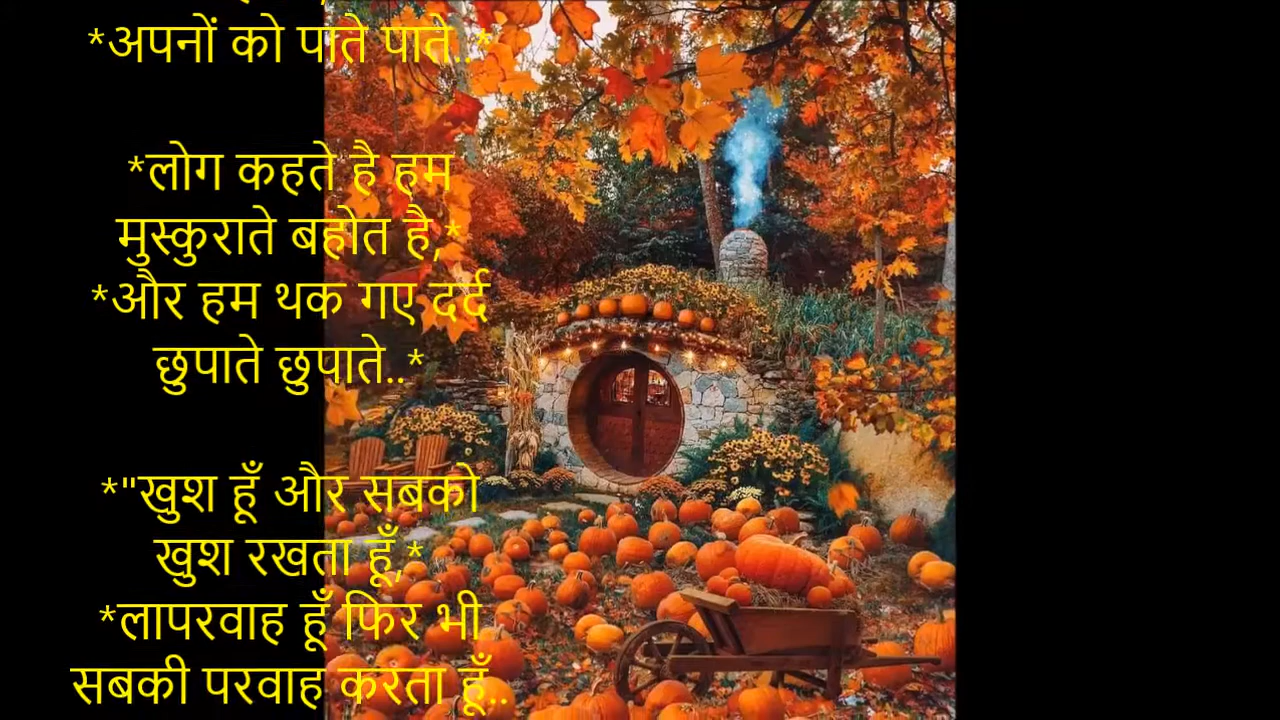 *अपनों को पाते पाते..*
*लोग कहते है हम
मुस्कुराते बहोत है,*
*और हम थक गए दर्द
छुपाते छुपाते..*
*"खुश हूँ और सबको
खुश रखता हूँ,*
*लापरवाह हूँ फिर भी
सबकी परवाह करता हूँ..